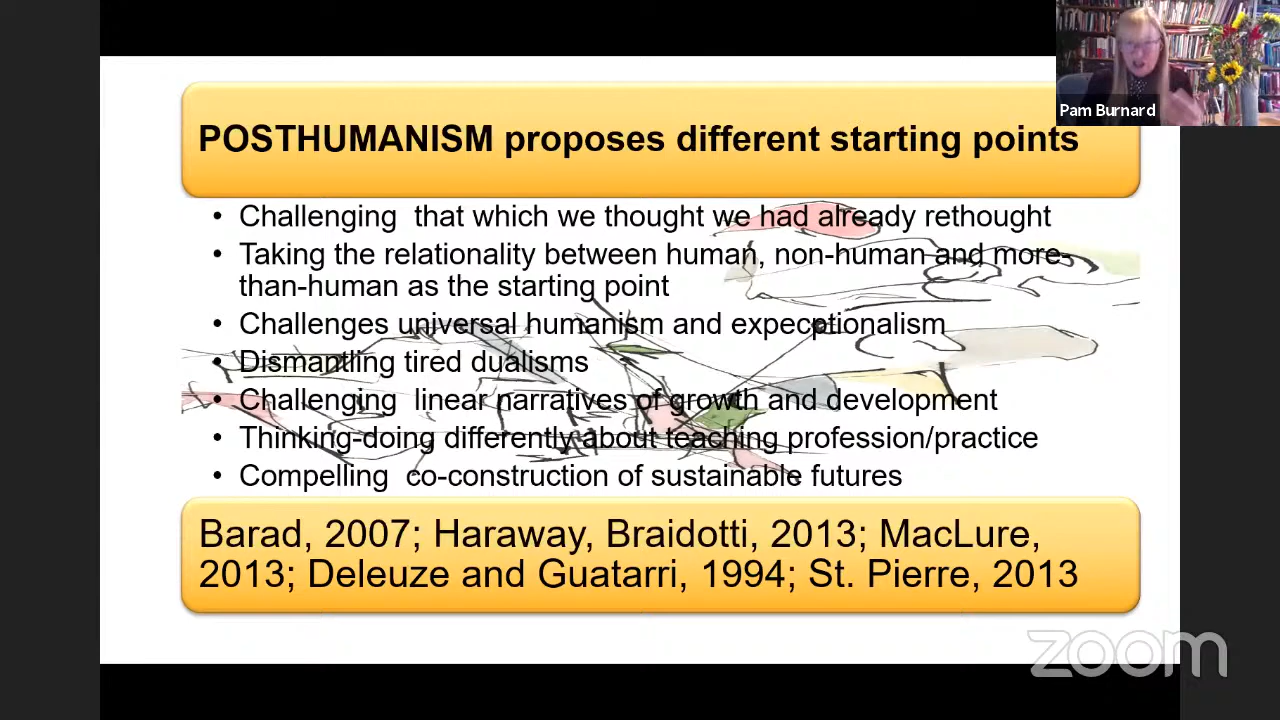 Pam Burnard
POSTHUMANISM proposes different starting points
• Challenging  that which we thought we had already rethought
• Taking the relationality between human, non-human and more-
than-human as the starting point
• Challenges universal humanism and expeceptionalism
• Dismantling tired dualisms
• Challenging  linear narratives of growth and development
• Thinking-doing differently about teaching profession/practice
• Compelling  co-construction of sustainable futures
Barad, 2007; Haraway, Braidotti, 2013; MacLure,
2013; Deleuze and Guatarri, 1994; St. Pierre, 2013
zoom